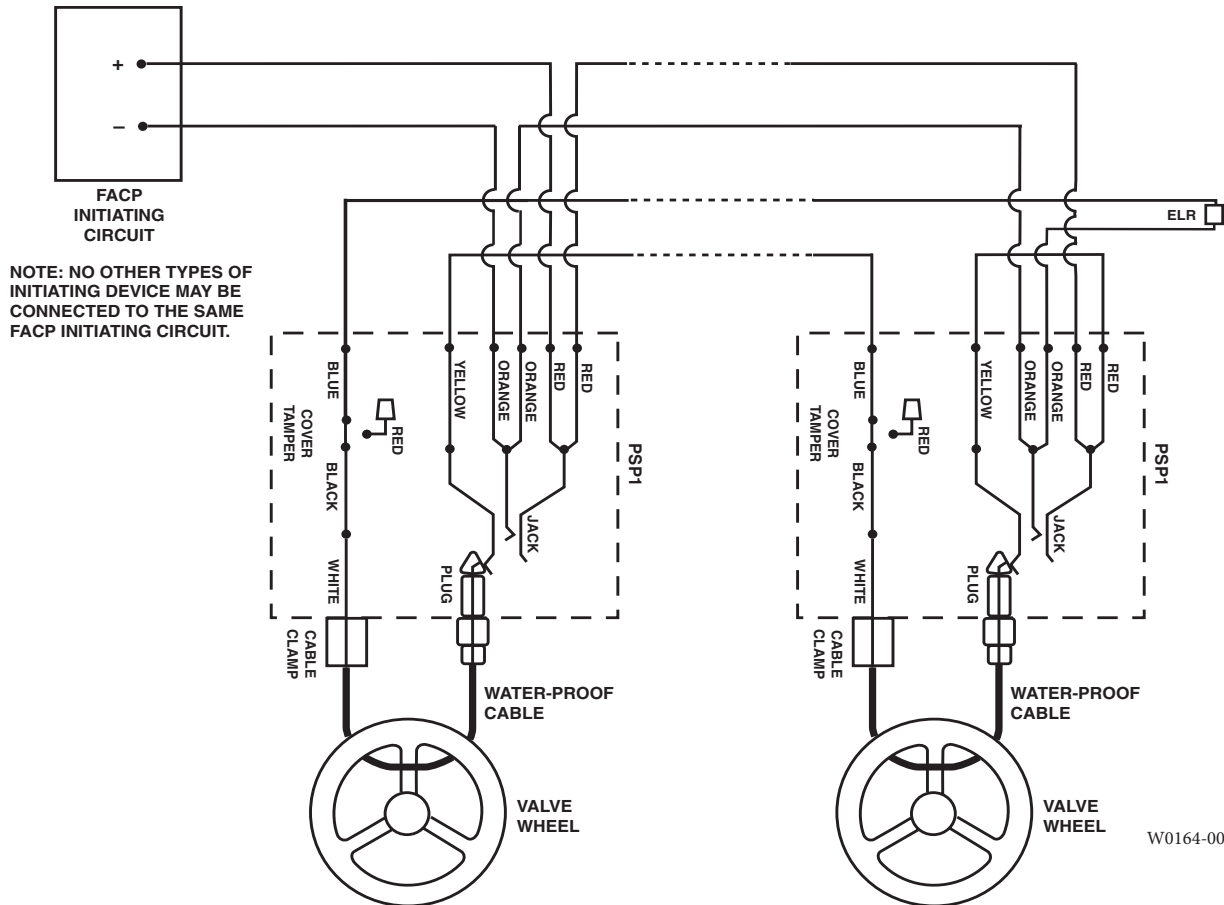 +
–
FACP
INITIATING
CIRCUIT
NOTE: NO OTHER TYPES OF
INITIATING DEVICE MAY BE
CONNECTED TO THE SAME
FACP INITIATING CIRCUIT.
ELR
BLUE
COVER
TAMPER
RED
BLACK
WHITE
YELLOW
ORANGE
ORANGE
RED
RED
PSP1
JACK
PLUG
CABLE
CLAMP
WATER-PROOF
CABLE
VALVE
WHEEL
BLUE
COVER
TAMPER
RED
BLACK
WHITE
YELLOW
ORANGE
ORANGE
RED
RED
PSP1
JACK
PLUG
CABLE
CLAMP
WATER-PROOF
CABLE
VALVE
WHEEL
W0164-00